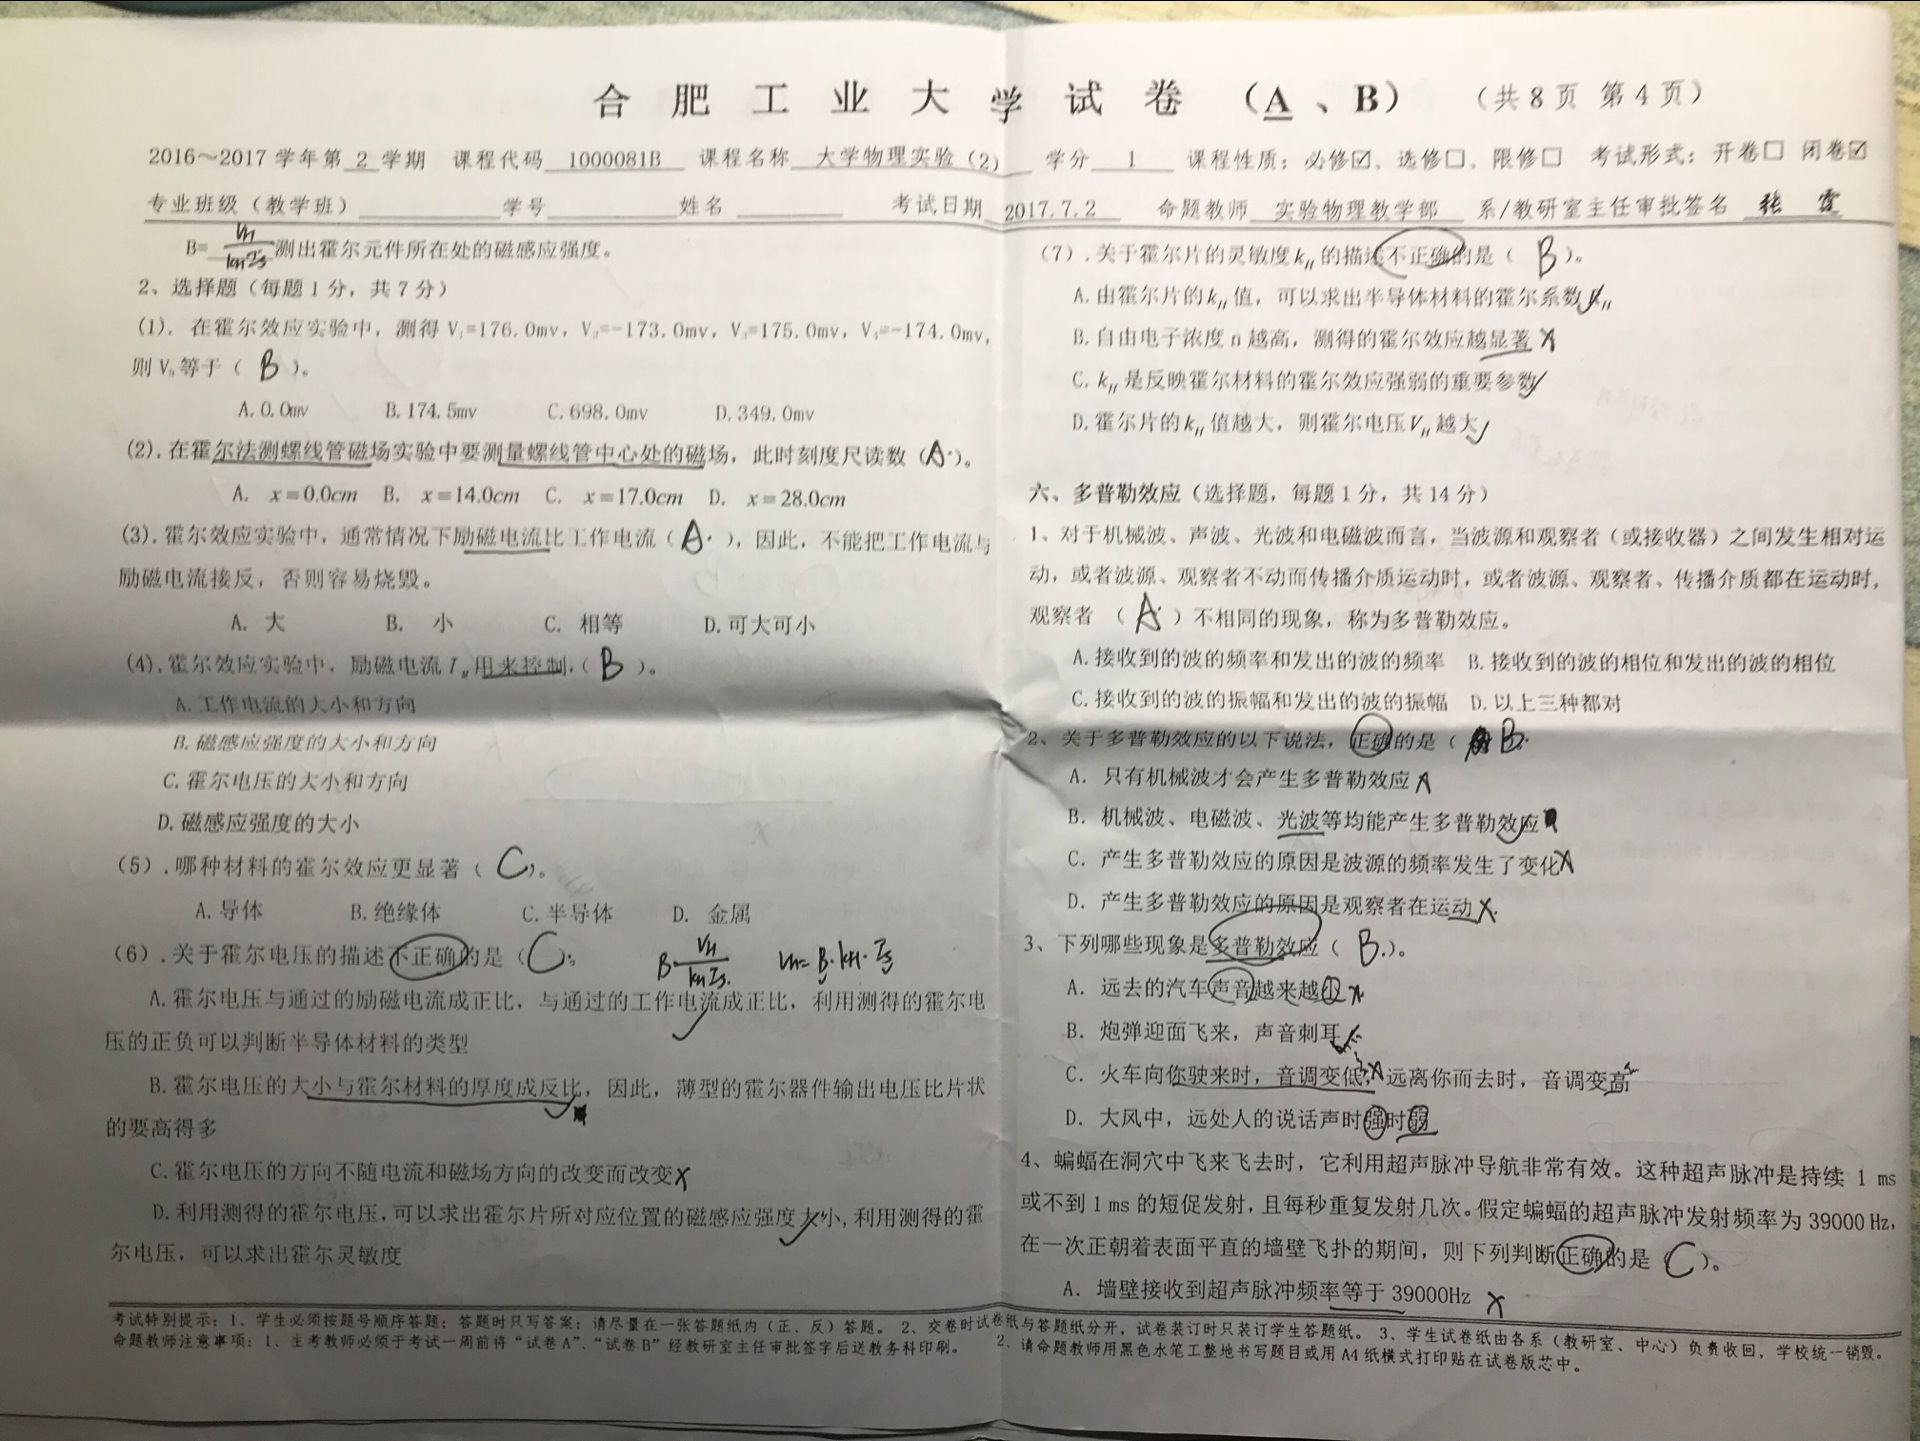 合肥工业大学试卷（A、B） （共8页 第4页）
2016～2017学年第 2 学期 课程代码 1000081B 课程名称 大学物理实验（2） 学分 1 课程性质：必修☑、选修□、限修□ 考试形式：开卷□ 闭卷☑
专业班级（教学班） 学号 姓名 考试日期 2017.7.2 命题教师 实验物理教学部 系/教研室主任审批签名
B= VH/kHIs 测出霍尔元件所在处的磁感应强度。
2、选择题（每题1分，共7分）
(1). 在霍尔效应实验中，测得 V₁=176.0mv，V₂=-173.0mv，V₃=175.0mv，V₄=-174.0mv，
则 VH等于（ B ）。
A.0.0mv B.174.5mv C.698.0mv D.349.0mv
(2).在霍尔法测螺线管磁场实验中要测量螺线管中心处的磁场，此时刻度尺读数（A）。
A. x=0.0cm B. x=14.0cm C. x=17.0cm D. x=28.0cm
(3).霍尔效应实验中，通常情况下励磁电流比工作电流（ A ），因此，不能把工作电流与
励磁电流接反，否则容易烧毁。
A. 大 B. 小 C. 相等 D.可大可小
(4).霍尔效应实验中，励磁电流 IM 用来控制（ B ）。
A.工作电流的大小和方向
B.磁感应强度的大小和方向
C.霍尔电压的大小和方向
D.磁感应强度的大小
(5).哪种材料的霍尔效应更显著（ C ）。
A.导体 B.绝缘体 C.半导体 D. 金属
(6).关于霍尔电压的描述不正确的是（ C ）。 B= VH/kHIs. VH= B·kH·Is
A.霍尔电压与通过的励磁电流成正比，与通过的工作电流成正比，利用测得的霍尔电
压的正负可以判断半导体材料的类型
B.霍尔电压的大小与霍尔材料的厚度成反比，因此，薄型的霍尔器件输出电压比片状
的要高得多
C.霍尔电压的方向不随电流和磁场方向的改变而改变 X
D.利用测得的霍尔电压,可以求出霍尔片所对应位置的磁感应强度大小,利用测得的霍
尔电压，可以求出霍尔灵敏度
(7).关于霍尔片的灵敏度 kH 的描述不正确的是（ B ）。
A.由霍尔片的 kH 值，可以求出半导体材料的霍尔系数 RH
B.自由电子浓度 n 越高，测得的霍尔效应越显著 X
C. kH 是反映霍尔材料的霍尔效应强弱的重要参数
D.霍尔片的 kH 值越大，则霍尔电压 VH 越大
六、多普勒效应（选择题，每题1分，共14分）
1、对于机械波、声波、光波和电磁波而言，当波源和观察者（或接收器）之间发生相对运
动，或者波源、观察者不动而传播介质运动时，或者波源、观察者、传播介质都在运动时，
观察者 （ A ）不相同的现象，称为多普勒效应。
A.接收到的波的频率和发出的波的频率 B.接收到的波的相位和发出的波的相位
C.接收到的波的振幅和发出的波的振幅 D.以上三种都对
2、关于多普勒效应的以下说法，正确的是（ B
A. 只有机械波才会产生多普勒效应 X
B. 机械波、电磁波、光波等均能产生多普勒效应
C. 产生多普勒效应的原因是波源的频率发生了变化 X
D. 产生多普勒效应的原因是观察者在运动 X
3、下列哪些现象是多普勒效应（ B ）。
A. 远去的汽车声音越来越小 X
B. 炮弹迎面飞来，声音刺耳
C. 火车向你驶来时，音调变低，X 远离你而去时，音调变高
D. 大风中，远处人的说话声时强时弱
4、蝙蝠在洞穴中飞来飞去时，它利用超声脉冲导航非常有效。这种超声脉冲是持续 1 ms
或不到 1 ms 的短促发射，且每秒重复发射几次。假定蝙蝠的超声脉冲发射频率为 39000 Hz，
在一次正朝着表面平直的墙壁飞扑的期间，则下列判断正确的是（ C ）。
A. 墙壁接收到超声脉冲频率等于 39000Hz X
考试特别提示：1、学生必须按题号顺序答题；答题时只写答案；请尽量在一张答题纸内（正、反）答题。 2、交卷时试卷纸与答题纸分开，试卷装订时只装订学生答题纸。 3、学生试卷纸由各系（教研室、中心）负责收回，学校统一销毁。
命题教师注意事项：1、主考教师必须于考试一周前将“试卷A”、“试卷B”经教研室主任审批签字后送教务科印刷。 2、请命题教师用黑色水笔工整地书写题目或用A4纸横式打印贴在试卷版芯中。